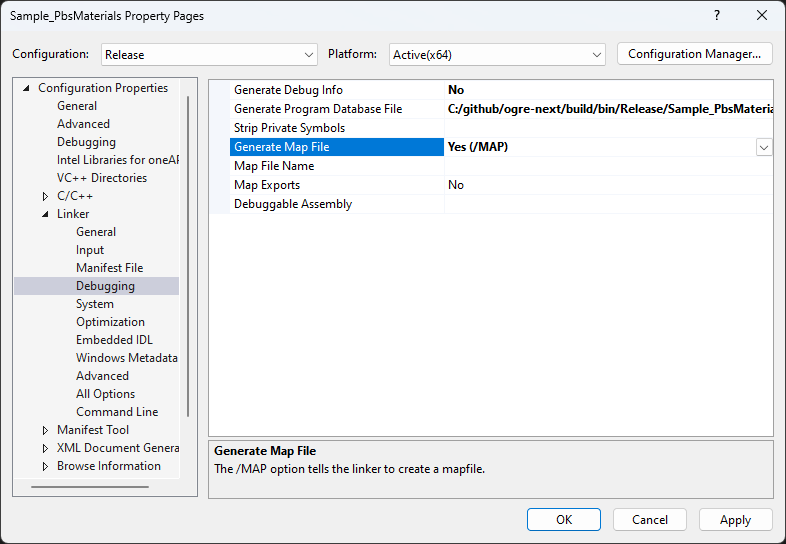 Sample_PbsMaterials Property Pages
Configuration: Release Platform: Active(x64) Configuration Manager...
Configuration Properties
General
Advanced
Debugging
Intel Libraries for oneAP
VC++ Directories
C/C++
Linker
General
Input
Manifest File
Debugging
System
Optimization
Embedded IDL
Windows Metadata
Advanced
All Options
Command Line
Manifest Tool
XML Document Genera
Browse Information
Generate Debug Info No
Generate Program Database File C:/github/ogre-next/build/bin/Release/Sample_PbsMateria
Strip Private Symbols
Generate Map File Yes (/MAP)
Map File Name
Map Exports No
Debuggable Assembly
Generate Map File
The /MAP option tells the linker to create a mapfile.
OK Cancel Apply